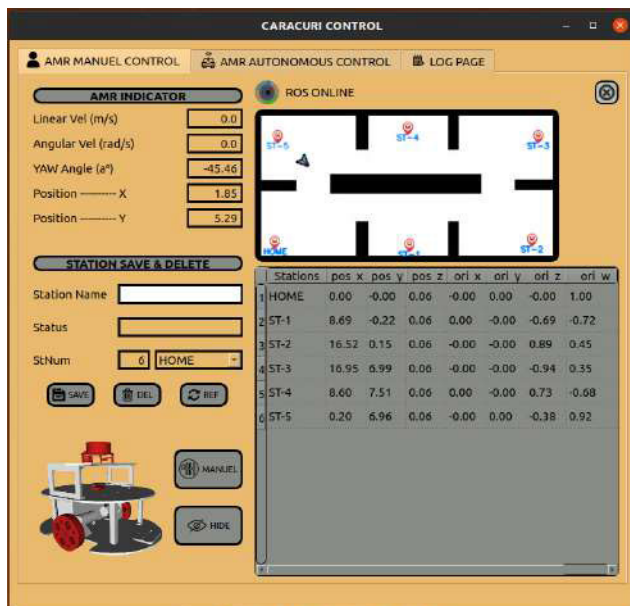 CARACURI CONTROL
AMR MANUEL CONTROL
AMR AUTONOMOUS CONTROL
LOG PAGE
AMR INDICATOR
Linear Vel (m/s) 0.0
Angular Vel (rad/s) 0.0
YAW Angle (a°) -45.46
Position ---------- X 1.85
Position ---------- Y 5.29
STATION SAVE & DELETE
Station Name
Status
StNum 6 HOME
SAVE DEL REF
MANUEL
HIDE
ROS ONLINE
ST-5 ST-4 ST-3
HOME ST-1 ST-2
Stations pos x pos y pos z ori x ori y ori z ori w
1 HOME 0.00 -0.00 0.06 -0.00 0.00 -0.00 1.00
2 ST-1 8.69 -0.22 0.06 0.00 -0.00 -0.69 -0.72
3 ST-2 16.52 0.15 0.06 -0.00 -0.00 0.89 0.45
4 ST-3 16.95 6.99 0.06 -0.00 -0.00 -0.94 0.35
5 ST-4 8.60 7.51 0.06 0.00 -0.00 0.73 -0.68
6 ST-5 0.20 6.96 0.06 -0.00 0.00 -0.38 0.92